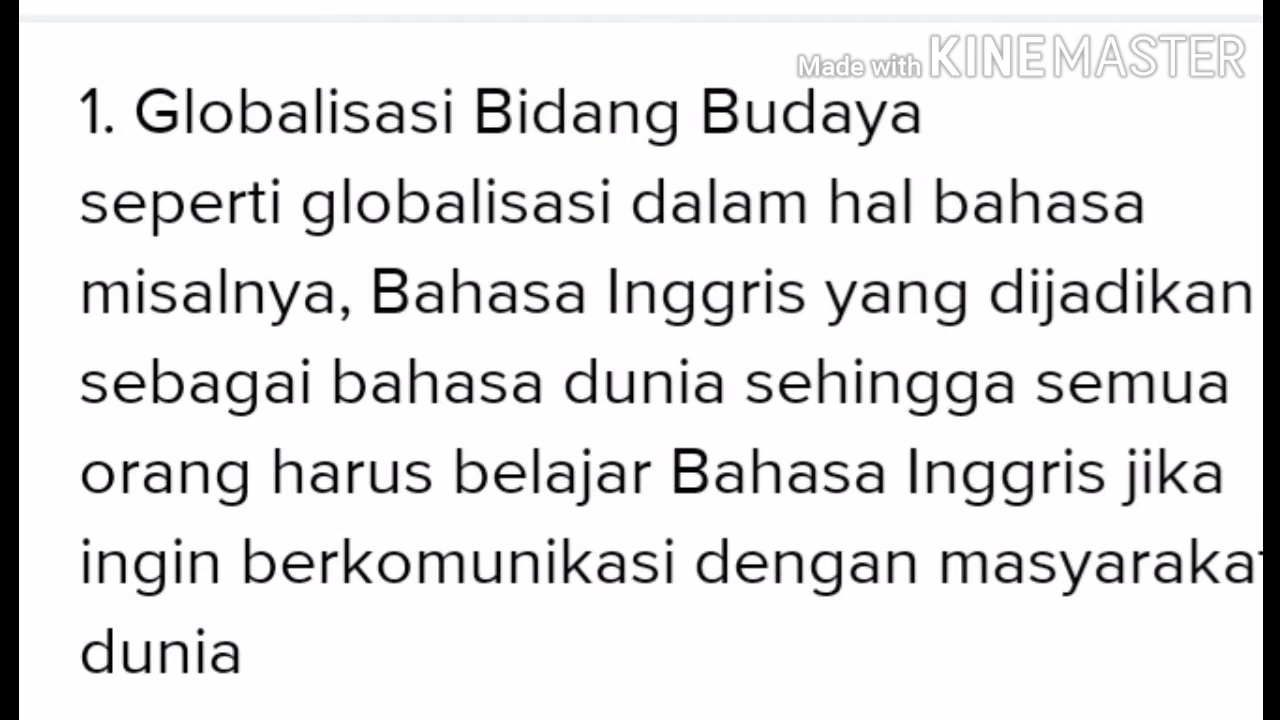 Made with KINEMASTER
1. Globalisasi Bidang Budaya
seperti globalisasi dalam hal bahasa
misalnya, Bahasa Inggris yang dijadikan
sebagai bahasa dunia sehingga semua
orang harus belajar Bahasa Inggris jika
ingin berkomunikasi dengan masyarakat
dunia